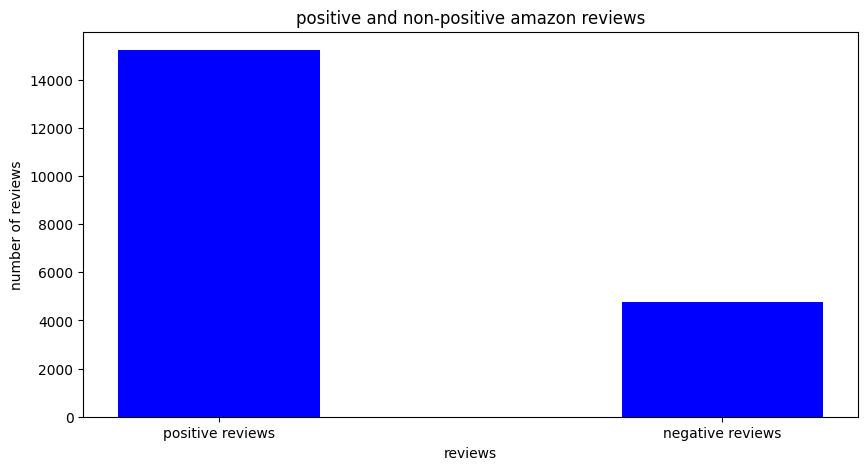 positive and non-positive amazon reviews
number of reviews
14000
12000
10000
8000
6000
4000
2000
0
positive reviews
negative reviews
reviews